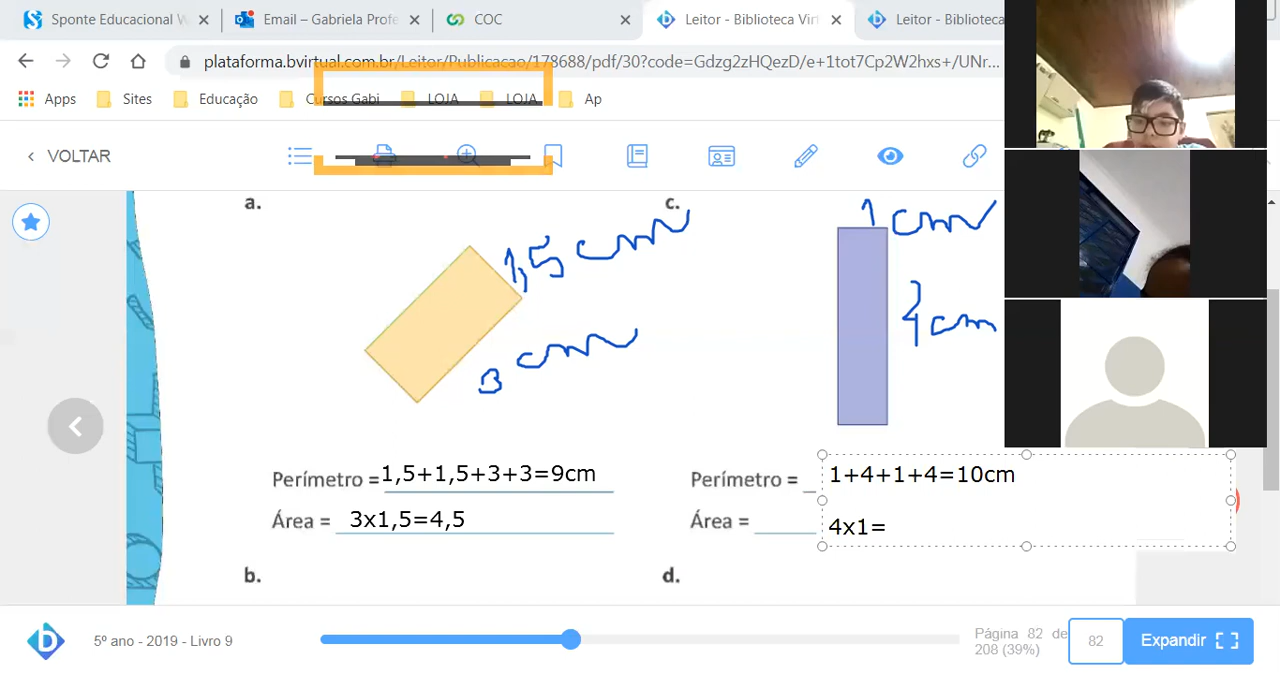 Sponte Educacional W
Email – Gabriela Profe
COC
Leitor - Biblioteca Virt
Leitor - Biblioteca
plataforma.bvirtual.com.br/Leitor/Publicacao/178688/pdf/30?code=Gdzg2zHQezD/e+1tot7Cp2W2hxs+/UNr...
Apps
Sites
Educação
Cursos Gabi
LOJA
LOJA
Ap
VOLTAR
a.
c.
1,5 cm
1 cm
3 cm
4 cm
Perímetro = 1,5+1,5+3+3=9cm
Perímetro = 1+4+1+4=10cm
Área = 3x1,5=4,5
Área = 4x1=
b.
d.
5º ano - 2019 - Livro 9
Página 82 de
208 (39%)
82
Expandir